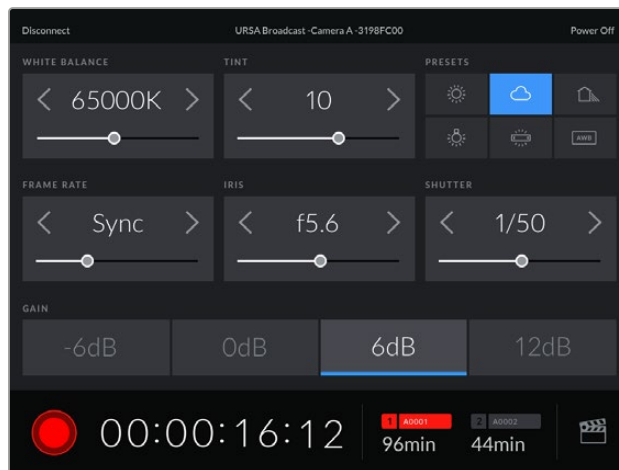 Disconnect
URSA Broadcast -Camera A -3198FC00
Power Off
WHITE BALANCE
TINT
PRESETS
65000K
10
AWB
FRAME RATE
IRIS
SHUTTER
Sync
f5.6
1/50
GAIN
-6dB
0dB
6dB
12dB
00:00:16:12
1 A0001
96min
2 A0002
44min